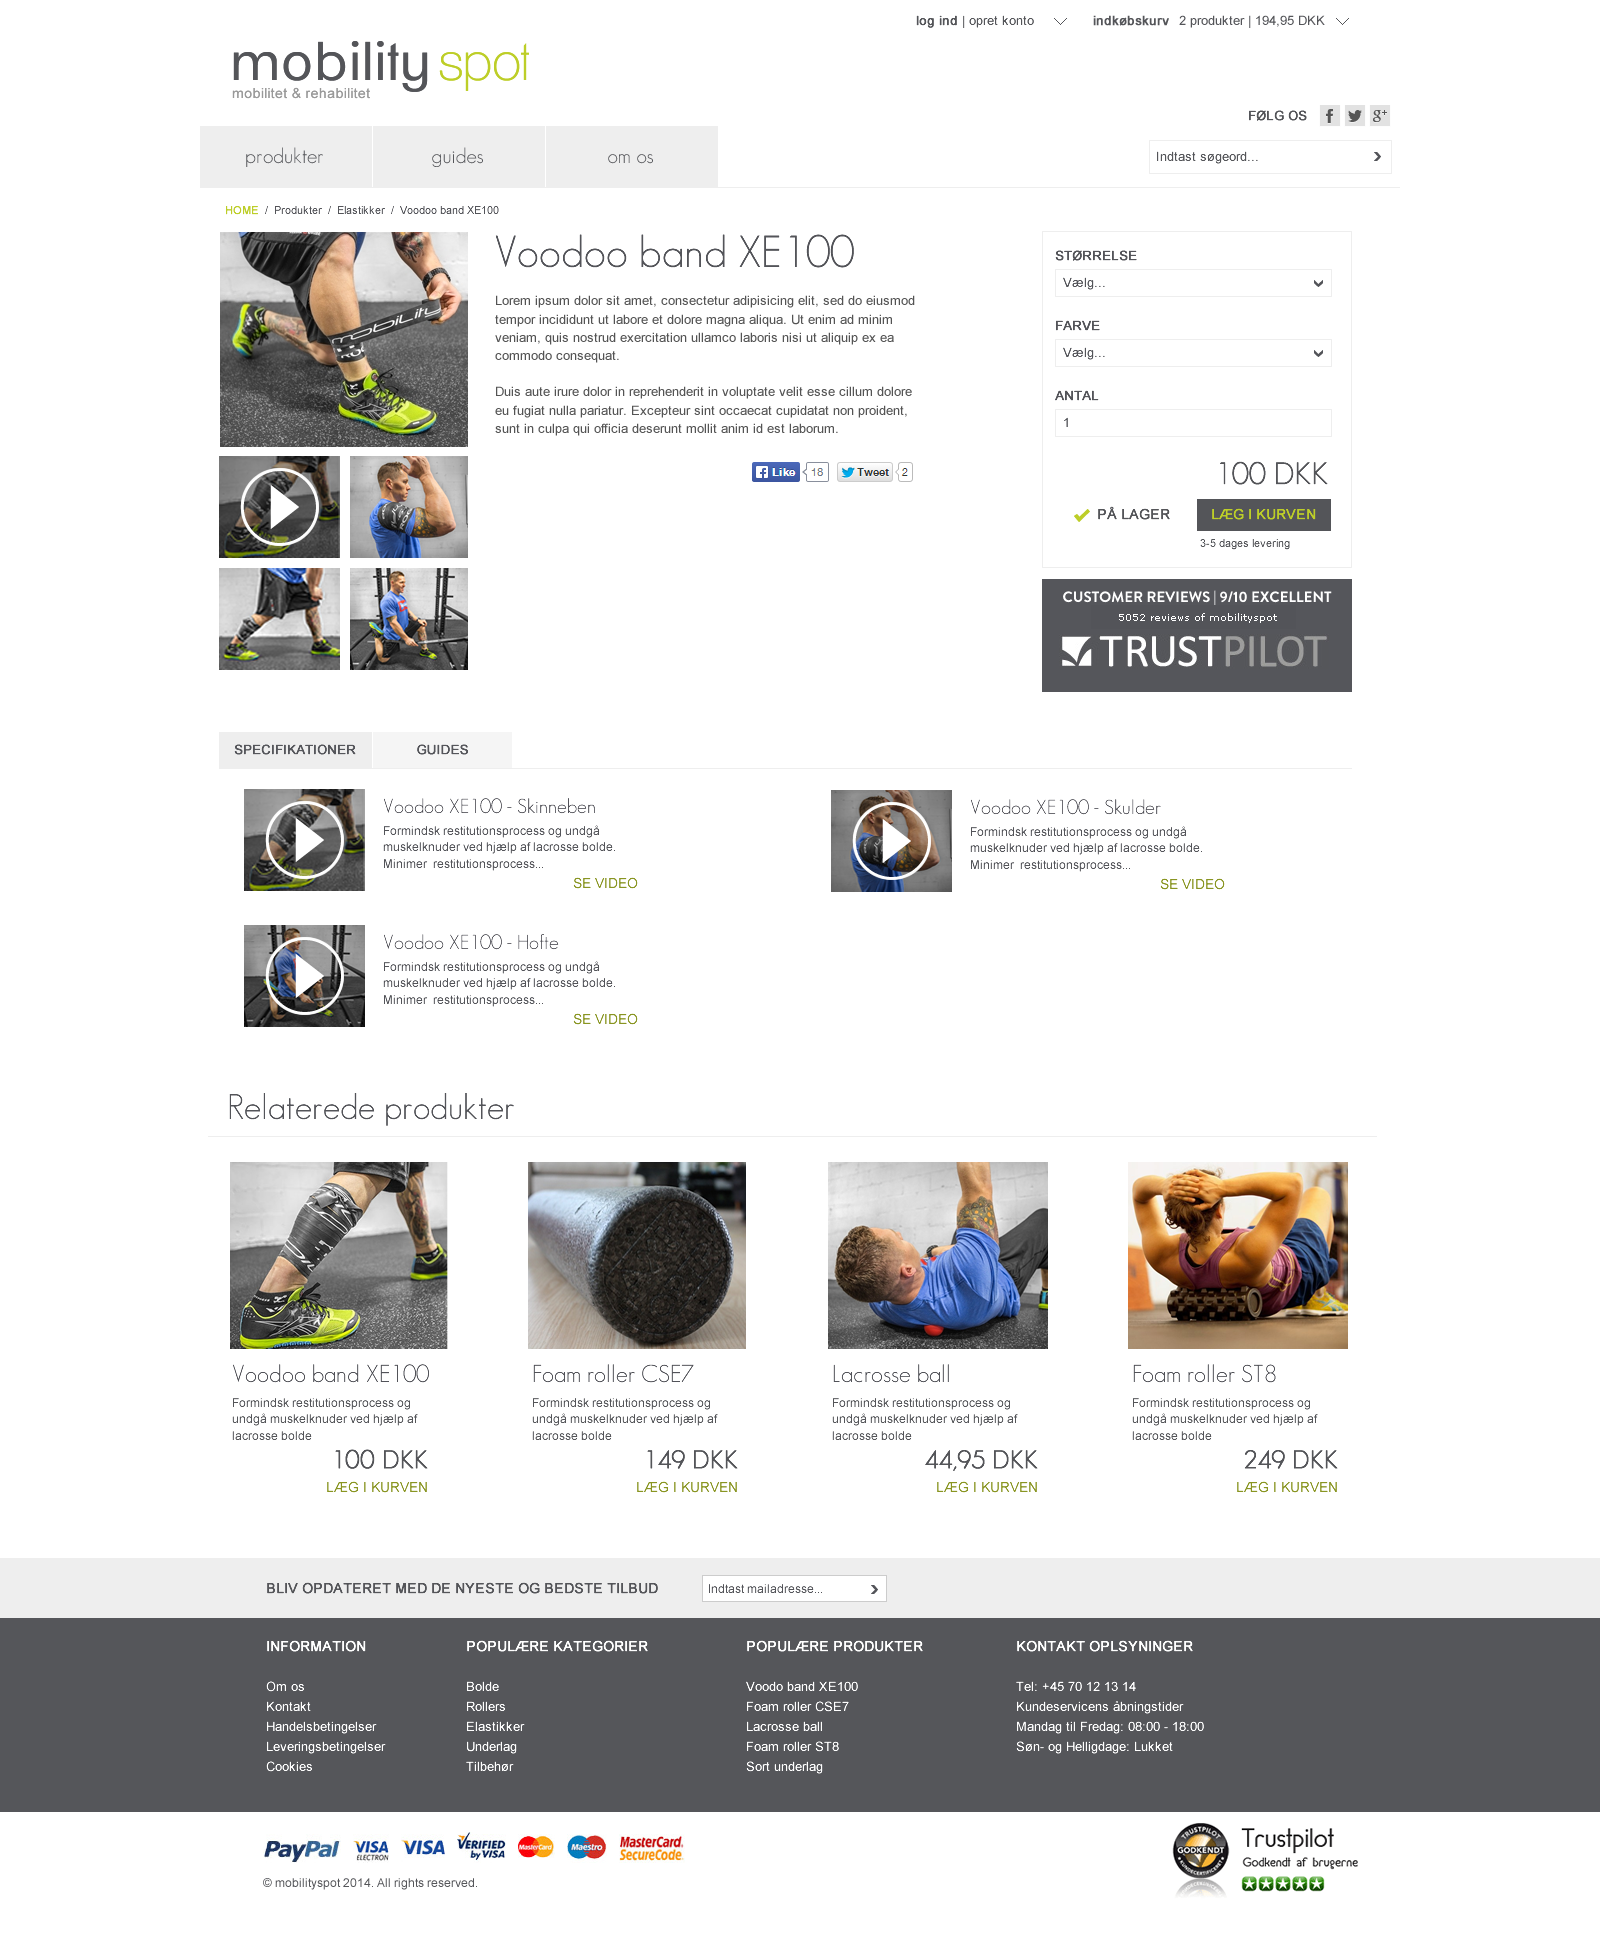 log ind | opret konto
indkøbskurv 2 produkter | 194,95 DKK
mobility spot
mobilitet & rehabilitet
FØLG OS
produkter
guides
om os
Indtast søgeord...
HOME / Produkter / Elastikker / Voodoo band XE100
Voodoo band XE100
Lorem ipsum dolor sit amet, consectetur adipisicing elit, sed do eiusmod
tempor incididunt ut labore et dolore magna aliqua. Ut enim ad minim
veniam, quis nostrud exercitation ullamco laboris nisi ut aliquip ex ea
commodo consequat.
Duis aute irure dolor in reprehenderit in voluptate velit esse cillum dolore
eu fugiat nulla pariatur. Excepteur sint occaecat cupidatat non proident,
sunt in culpa qui officia deserunt mollit anim id est laborum.
Like 18
Tweet 2
mobility
STØRRELSE
Vælg...
FARVE
Vælg...
ANTAL
1
100 DKK
PÅ LAGER
LÆG I KURVEN
3-5 dages levering
CUSTOMER REVIEWS | 9/10 EXCELLENT
5052 reviews of mobilityspot
TRUSTPILOT
SPECIFIKATIONER
GUIDES
Voodoo XE100 - Skinneben
Formindsk restitutionsprocess og undgå
muskelknuder ved hjælp af lacrosse bolde.
Minimer restitutionsprocess...
SE VIDEO
Voodoo XE100 - Skulder
Formindsk restitutionsprocess og undgå
muskelknuder ved hjælp af lacrosse bolde.
Minimer restitutionsprocess...
SE VIDEO
Voodoo XE100 - Hofte
Formindsk restitutionsprocess og undgå
muskelknuder ved hjælp af lacrosse bolde.
Minimer restitutionsprocess...
SE VIDEO
Relaterede produkter
Voodoo band XE100
Formindsk restitutionsprocess og
undgå muskelknuder ved hjælp af
lacrosse bolde
100 DKK
LÆG I KURVEN
Foam roller CSE7
Formindsk restitutionsprocess og
undgå muskelknuder ved hjælp af
lacrosse bolde
149 DKK
LÆG I KURVEN
Lacrosse ball
Formindsk restitutionsprocess og
undgå muskelknuder ved hjælp af
lacrosse bolde
44,95 DKK
LÆG I KURVEN
Foam roller ST8
Formindsk restitutionsprocess og
undgå muskelknuder ved hjælp af
lacrosse bolde
249 DKK
LÆG I KURVEN
BLIV OPDATERET MED DE NYESTE OG BEDSTE TILBUD
Indtast mailadresse...
INFORMATION
Om os
Kontakt
Handelsbetingelser
Leveringsbetingelser
Cookies
POPULÆRE KATEGORIER
Bolde
Rollers
Elastikker
Underlag
Tilbehør
POPULÆRE PRODUKTER
Voodo band XE100
Foam roller CSE7
Lacrosse ball
Foam roller ST8
Sort underlag
KONTAKT OPLSYNINGER
Tel: +45 70 12 13 14
Kundeservicens åbningstider
Mandag til Fredag: 08:00 - 18:00
Søn- og Helligdage: Lukket
PayPal
VISA
ELECTRON
VISA
VERIFIED
by VISA
MasterCard
Maestro
MasterCard.
SecureCode.
TRUSTPILOT
GODKENDT
Trustpilot
Godkendt af brugerne
© mobilityspot 2014. All rights reserved.